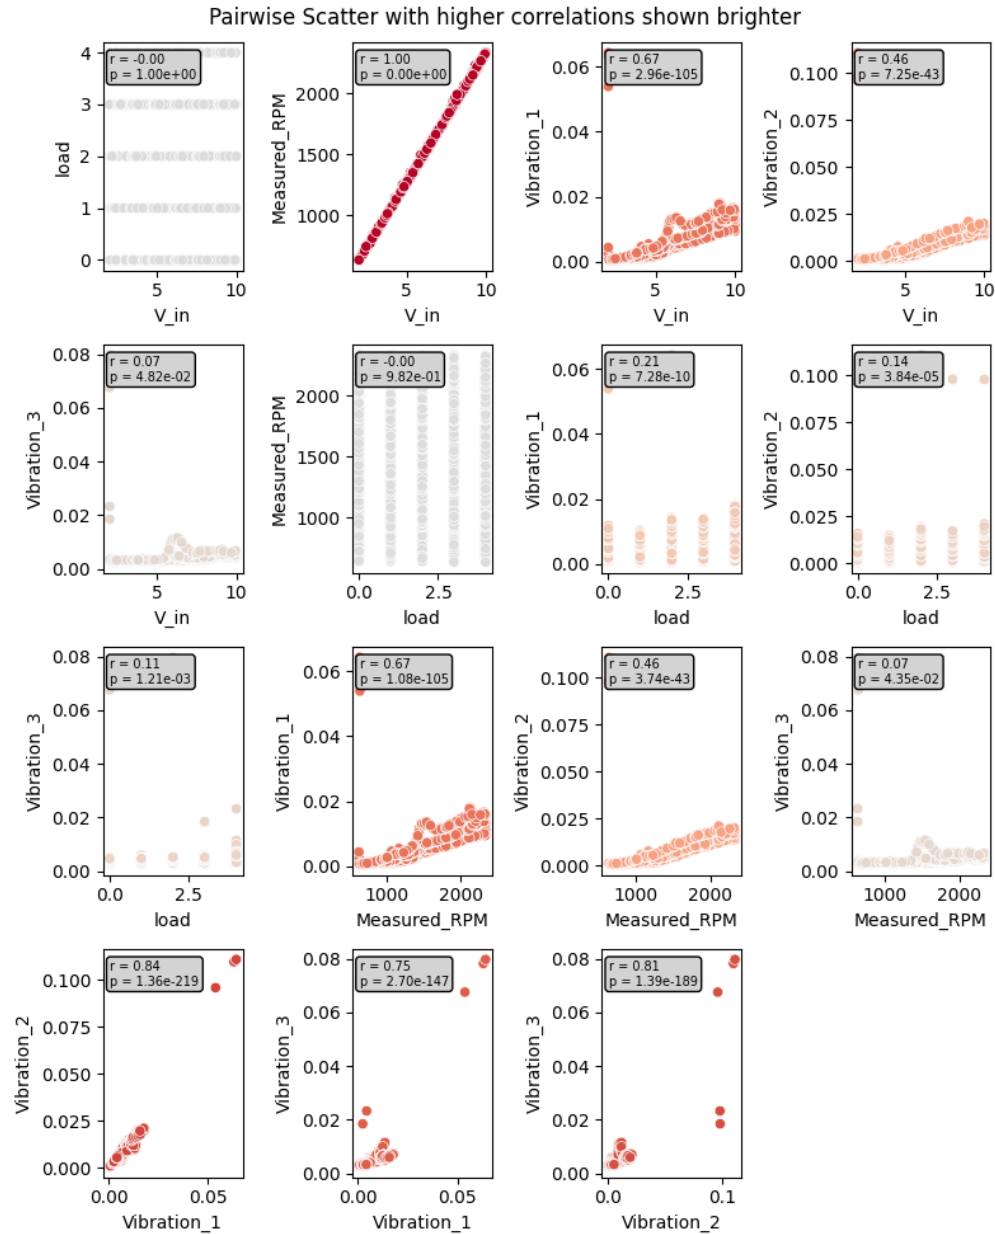 Pairwise Scatter with higher correlations shown brighter
r = -0.00
p = 1.00e+00
load
4
3
2
1
0
5 10
V_in
r = 1.00
p = 0.00e+00
Measured_RPM
2000
1500
1000
5 10
V_in
r = 0.67
p = 2.96e-105
Vibration_1
0.06
0.04
0.02
0.00
5 10
V_in
r = 0.46
p = 7.25e-43
Vibration_2
0.100
0.075
0.050
0.025
0.000
5 10
V_in
r = 0.07
p = 4.82e-02
Vibration_3
0.08
0.06
0.04
0.02
0.00
5 10
V_in
r = -0.00
p = 9.82e-01
Measured_RPM
2000
1500
1000
0.0 2.5
load
r = 0.21
p = 7.28e-10
Vibration_1
0.06
0.04
0.02
0.00
0.0 2.5
load
r = 0.14
p = 3.84e-05
Vibration_2
0.100
0.075
0.050
0.025
0.000
0.0 2.5
load
r = 0.11
p = 1.21e-03
Vibration_3
0.08
0.06
0.04
0.02
0.00
0.0 2.5
load
r = 0.67
p = 1.08e-105
Vibration_1
0.06
0.04
0.02
0.00
1000 2000
Measured_RPM
r = 0.46
p = 3.74e-43
Vibration_2
0.100
0.075
0.050
0.025
0.000
1000 2000
Measured_RPM
r = 0.07
p = 4.35e-02
Vibration_3
0.08
0.06
0.04
0.02
0.00
1000 2000
Measured_RPM
r = 0.84
p = 1.36e-219
Vibration_2
0.100
0.075
0.050
0.025
0.000
0.00 0.05
Vibration_1
r = 0.75
p = 2.70e-147
Vibration_3
0.08
0.06
0.04
0.02
0.00
0.00 0.05
Vibration_1
r = 0.81
p = 1.39e-189
Vibration_3
0.08
0.06
0.04
0.02
0.00
0.0 0.1
Vibration_2